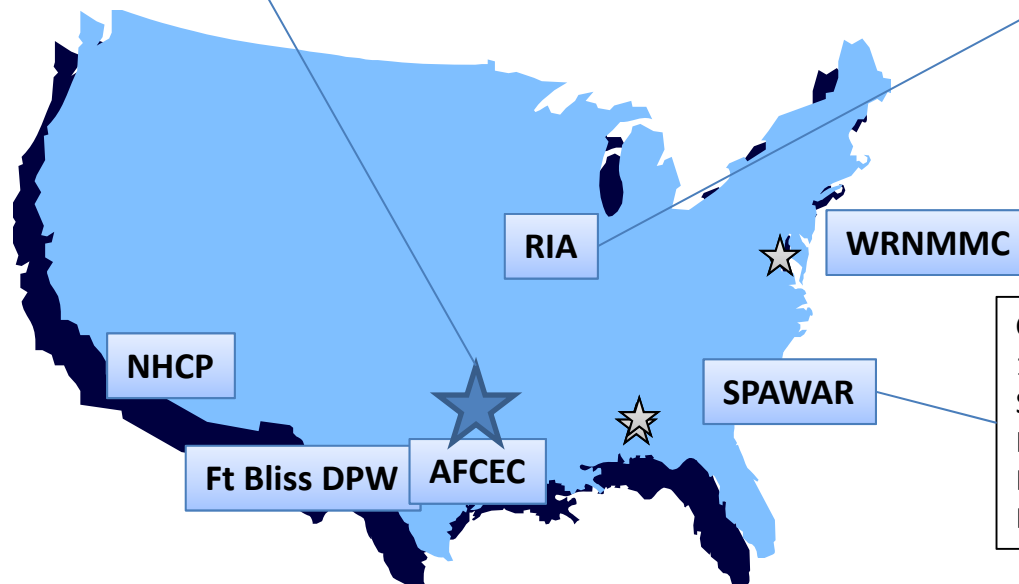 RIA
WRNMMC
NHCP
SPAWAR
Ft Bliss DPW
AFCEC